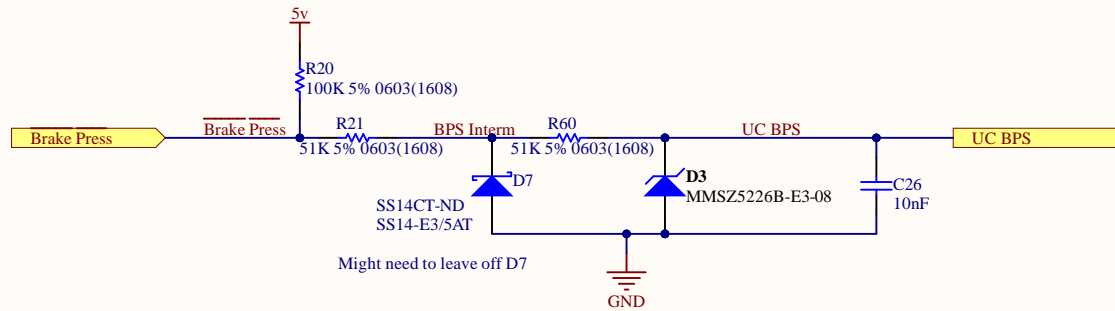 5v
R20
100K 5% 0603(1608)
Brake Press
Brake Press
R21
51K 5% 0603(1608)
BPS Interm
R60
51K 5% 0603(1608)
UC BPS
UC BPS
D7
SS14CT-ND
SS14-E3/5AT
D3
MMSZ5226B-E3-08
C26
10nF
Might need to leave off D7
GND